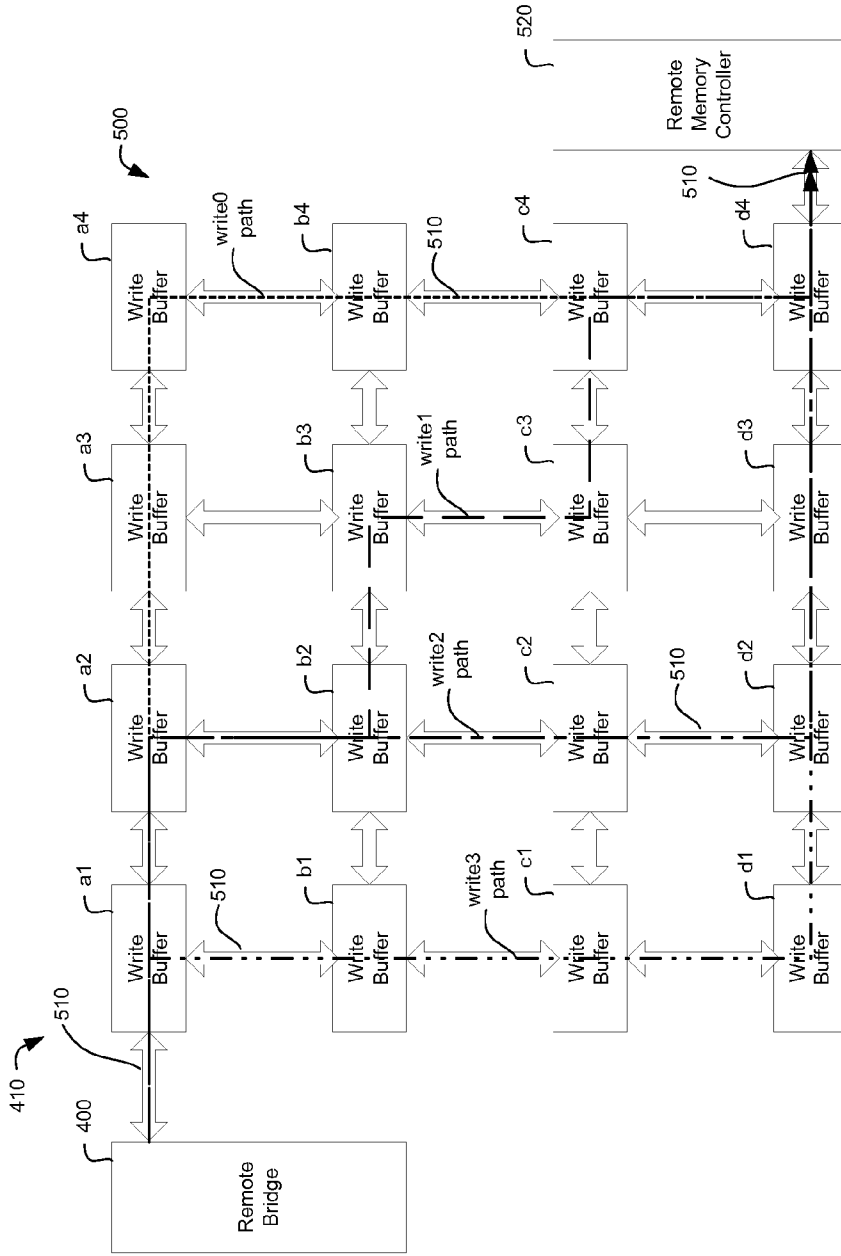 410
510
500
400
a1
a2
a3
a4
Write
Buffer
Write
Buffer
Write
Buffer
Write
Buffer
Remote
Bridge
510
write0
path
b1
b2
b3
b4
Write
Buffer
Write
Buffer
Write
Buffer
Write
Buffer
write3
path
write2
path
write1
path
510
c1
c2
c3
c4
520
Write
Buffer
Write
Buffer
Write
Buffer
Write
Buffer
510
510
Remote
Memory
Controller
d1
d2
d3
d4
Write
Buffer
Write
Buffer
Write
Buffer
Write
Buffer